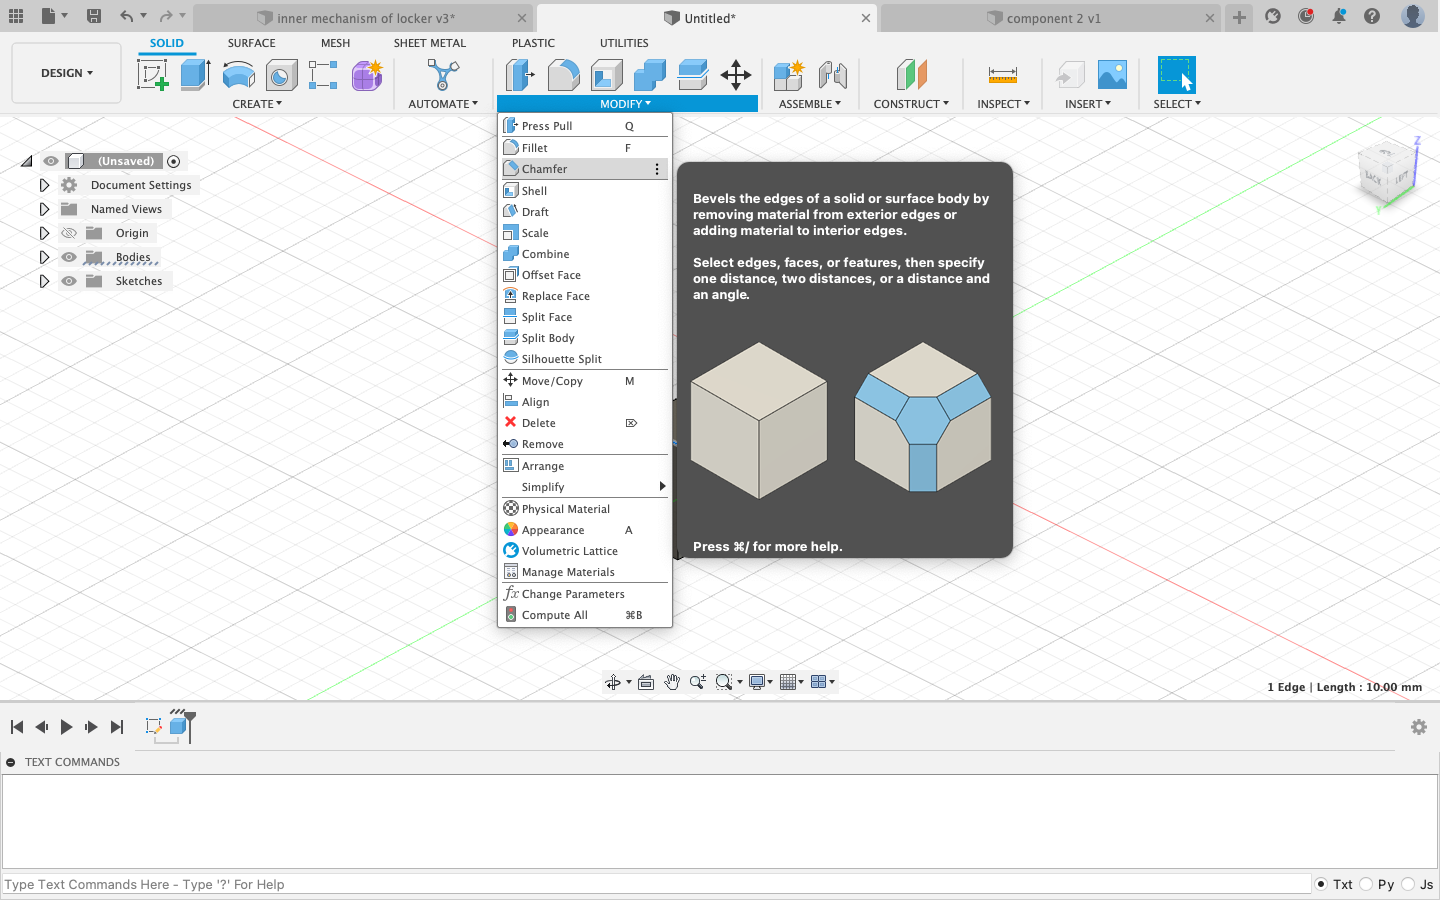 inner mechanism of locker v3*
Untitled*
component 2 v1
DESIGN
SOLID
SURFACE
MESH
SHEET METAL
PLASTIC
UTILITIES
CREATE
AUTOMATE
MODIFY
ASSEMBLE
CONSTRUCT
INSPECT
INSERT
SELECT
(Unsaved)
Document Settings
Named Views
Origin
Bodies
Sketches
Press Pull Q
Fillet F
Chamfer
Shell
Draft
Scale
Combine
Offset Face
Replace Face
Split Face
Split Body
Silhouette Split
Move/Copy M
Align
Delete
Remove
Arrange
Simplify
Physical Material
Appearance A
Volumetric Lattice
Manage Materials
fx Change Parameters
Compute All ⌘B
Bevels the edges of a solid or surface body by
removing material from exterior edges or
adding material to interior edges.
Select edges, faces, or features, then specify
one distance, two distances, or a distance and
an angle.
Press ⌘/ for more help.
Z
BACK
LEFT
Y
1 Edge | Length : 10.00 mm
TEXT COMMANDS
Type Text Commands Here - Type '?' For Help
Txt
Py
Js